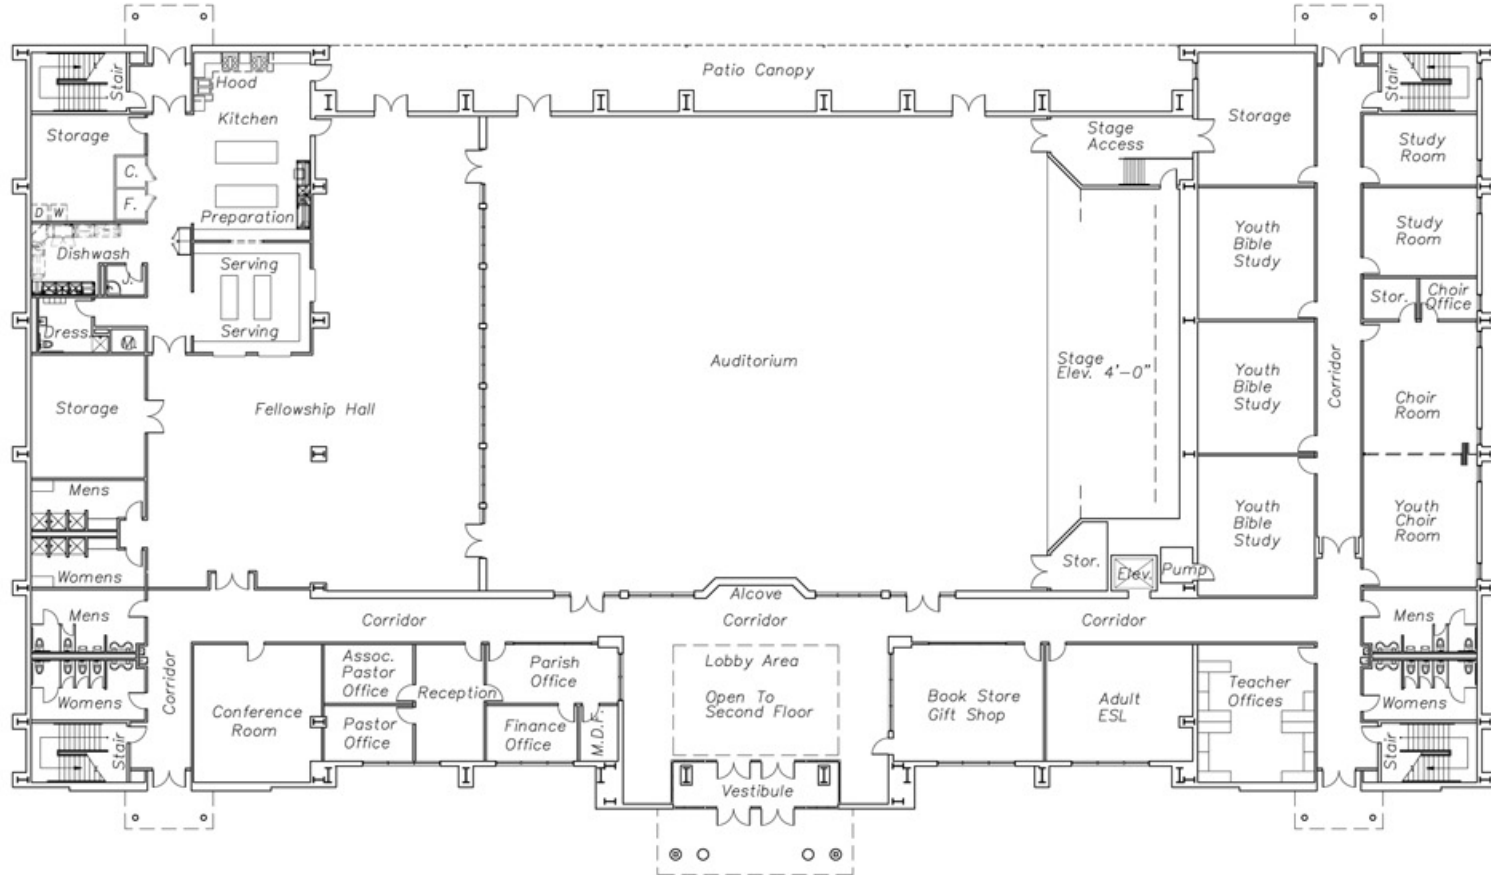 Patio Canopy
Stair
Hood
Kitchen
Storage
C.
F.
D W
Preparation
Dishwash
J.
Serving
Serving
Dress.
M.
Storage
Fellowship Hall
Mens
Womens
Mens
Womens
Stair
Corridor
Auditorium
Stage
Access
Stage
Elev. 4'-0"
Stor.
Elev.
Pump
Storage
Youth
Bible
Study
Youth
Bible
Study
Youth
Bible
Study
Corridor
Stair
Study
Room
Study
Room
Stor.
Choir
Office
Choir
Room
Youth
Choir
Room
Mens
Womens
Stair
Corridor
Alcove
Corridor
Corridor
Conference
Room
Assoc.
Pastor
Office
Pastor
Office
Reception
Parish
Office
Finance
Office
M.D.F.
Lobby Area
Open To
Second Floor
Vestibule
Book Store
Gift Shop
Adult
ESL
Teacher
Offices